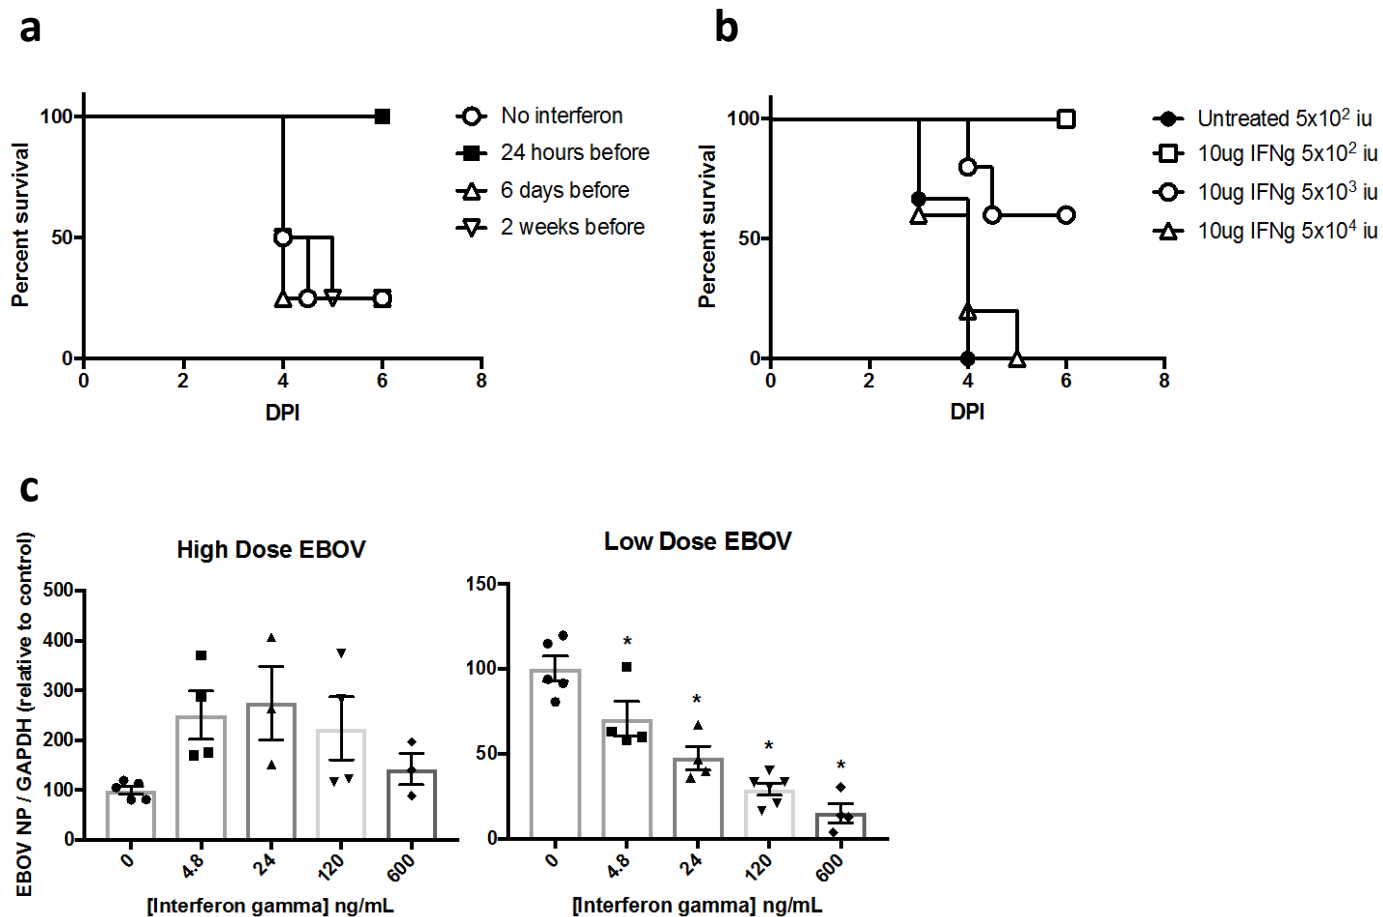 a
Percent survival
100
50
0
0 2 4 6 8
DPI
No interferon
24 hours before
6 days before
2 weeks before
b
Percent survival
100
50
0
0 2 4 6 8
DPI
Untreated 5x10² iu
10ug IFNg 5x10² iu
10ug IFNg 5x10³ iu
10ug IFNg 5x10⁴ iu
c
EBOV NP / GAPDH (relative to control)
High Dose EBOV
500
400
300
200
100
0
0 4.8 24 120 600
[Interferon gamma] ng/mL
Low Dose EBOV
150
100
50
0
* * * *
0 4.8 24 120 600
[Interferon gamma] ng/mL